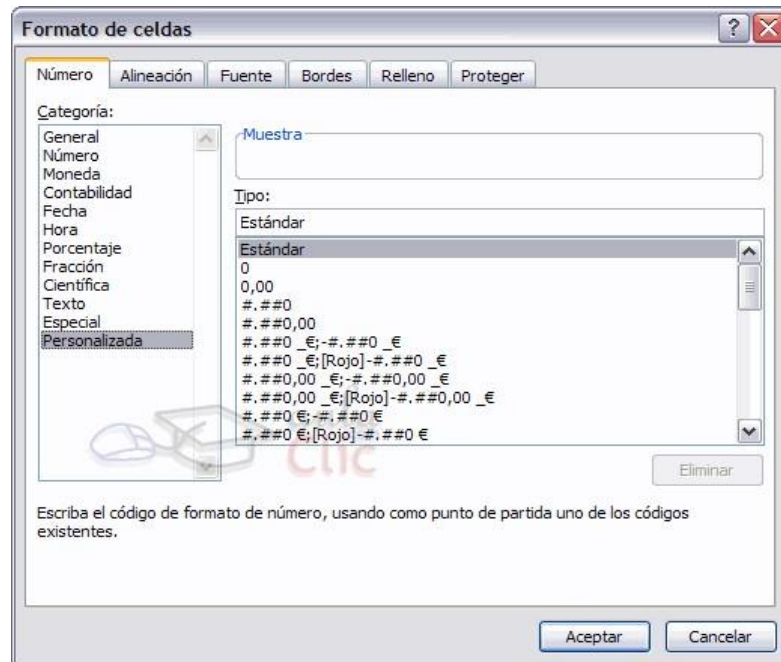 Formato de celdas
Número Alineación Fuente Bordes Relleno Proteger
Categoría:
General
Número
Moneda
Contabilidad
Fecha
Hora
Porcentaje
Fracción
Científica
Texto
Especial
Personalizada
Muestra
Tipo:
Estándar
Estándar
0
0,00
#.##0
#.##0,00
#.##0 _€;-#.##0 _€
#.##0 _€;[Rojo]-#.##0 _€
#.##0,00 _€;-#.##0,00 _€
#.##0,00 _€;[Rojo]-#.##0,00 _€
#.##0 €;-#.##0 €
#.##0 €;[Rojo]-#.##0 €
Clic
Eliminar
Escriba el código de formato de número, usando como punto de partida uno de los códigos
existentes.
Aceptar Cancelar